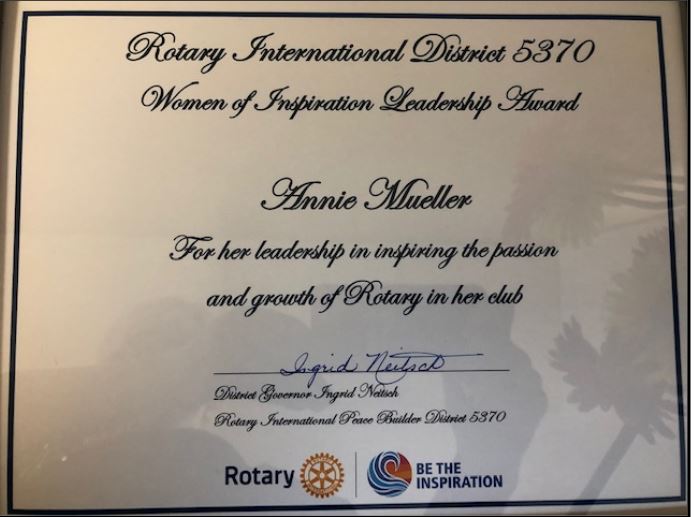 Rotary International District 5370
Women of Inspiration Leadership Award
Annie Mueller
For her leadership in inspiring the passion
and growth of Rotary in her club
Ingrid Neitsch
District Governor Ingrid Neitsch
Rotary International Peace Builder District 5370
Rotary
BE THE
INSPIRATION